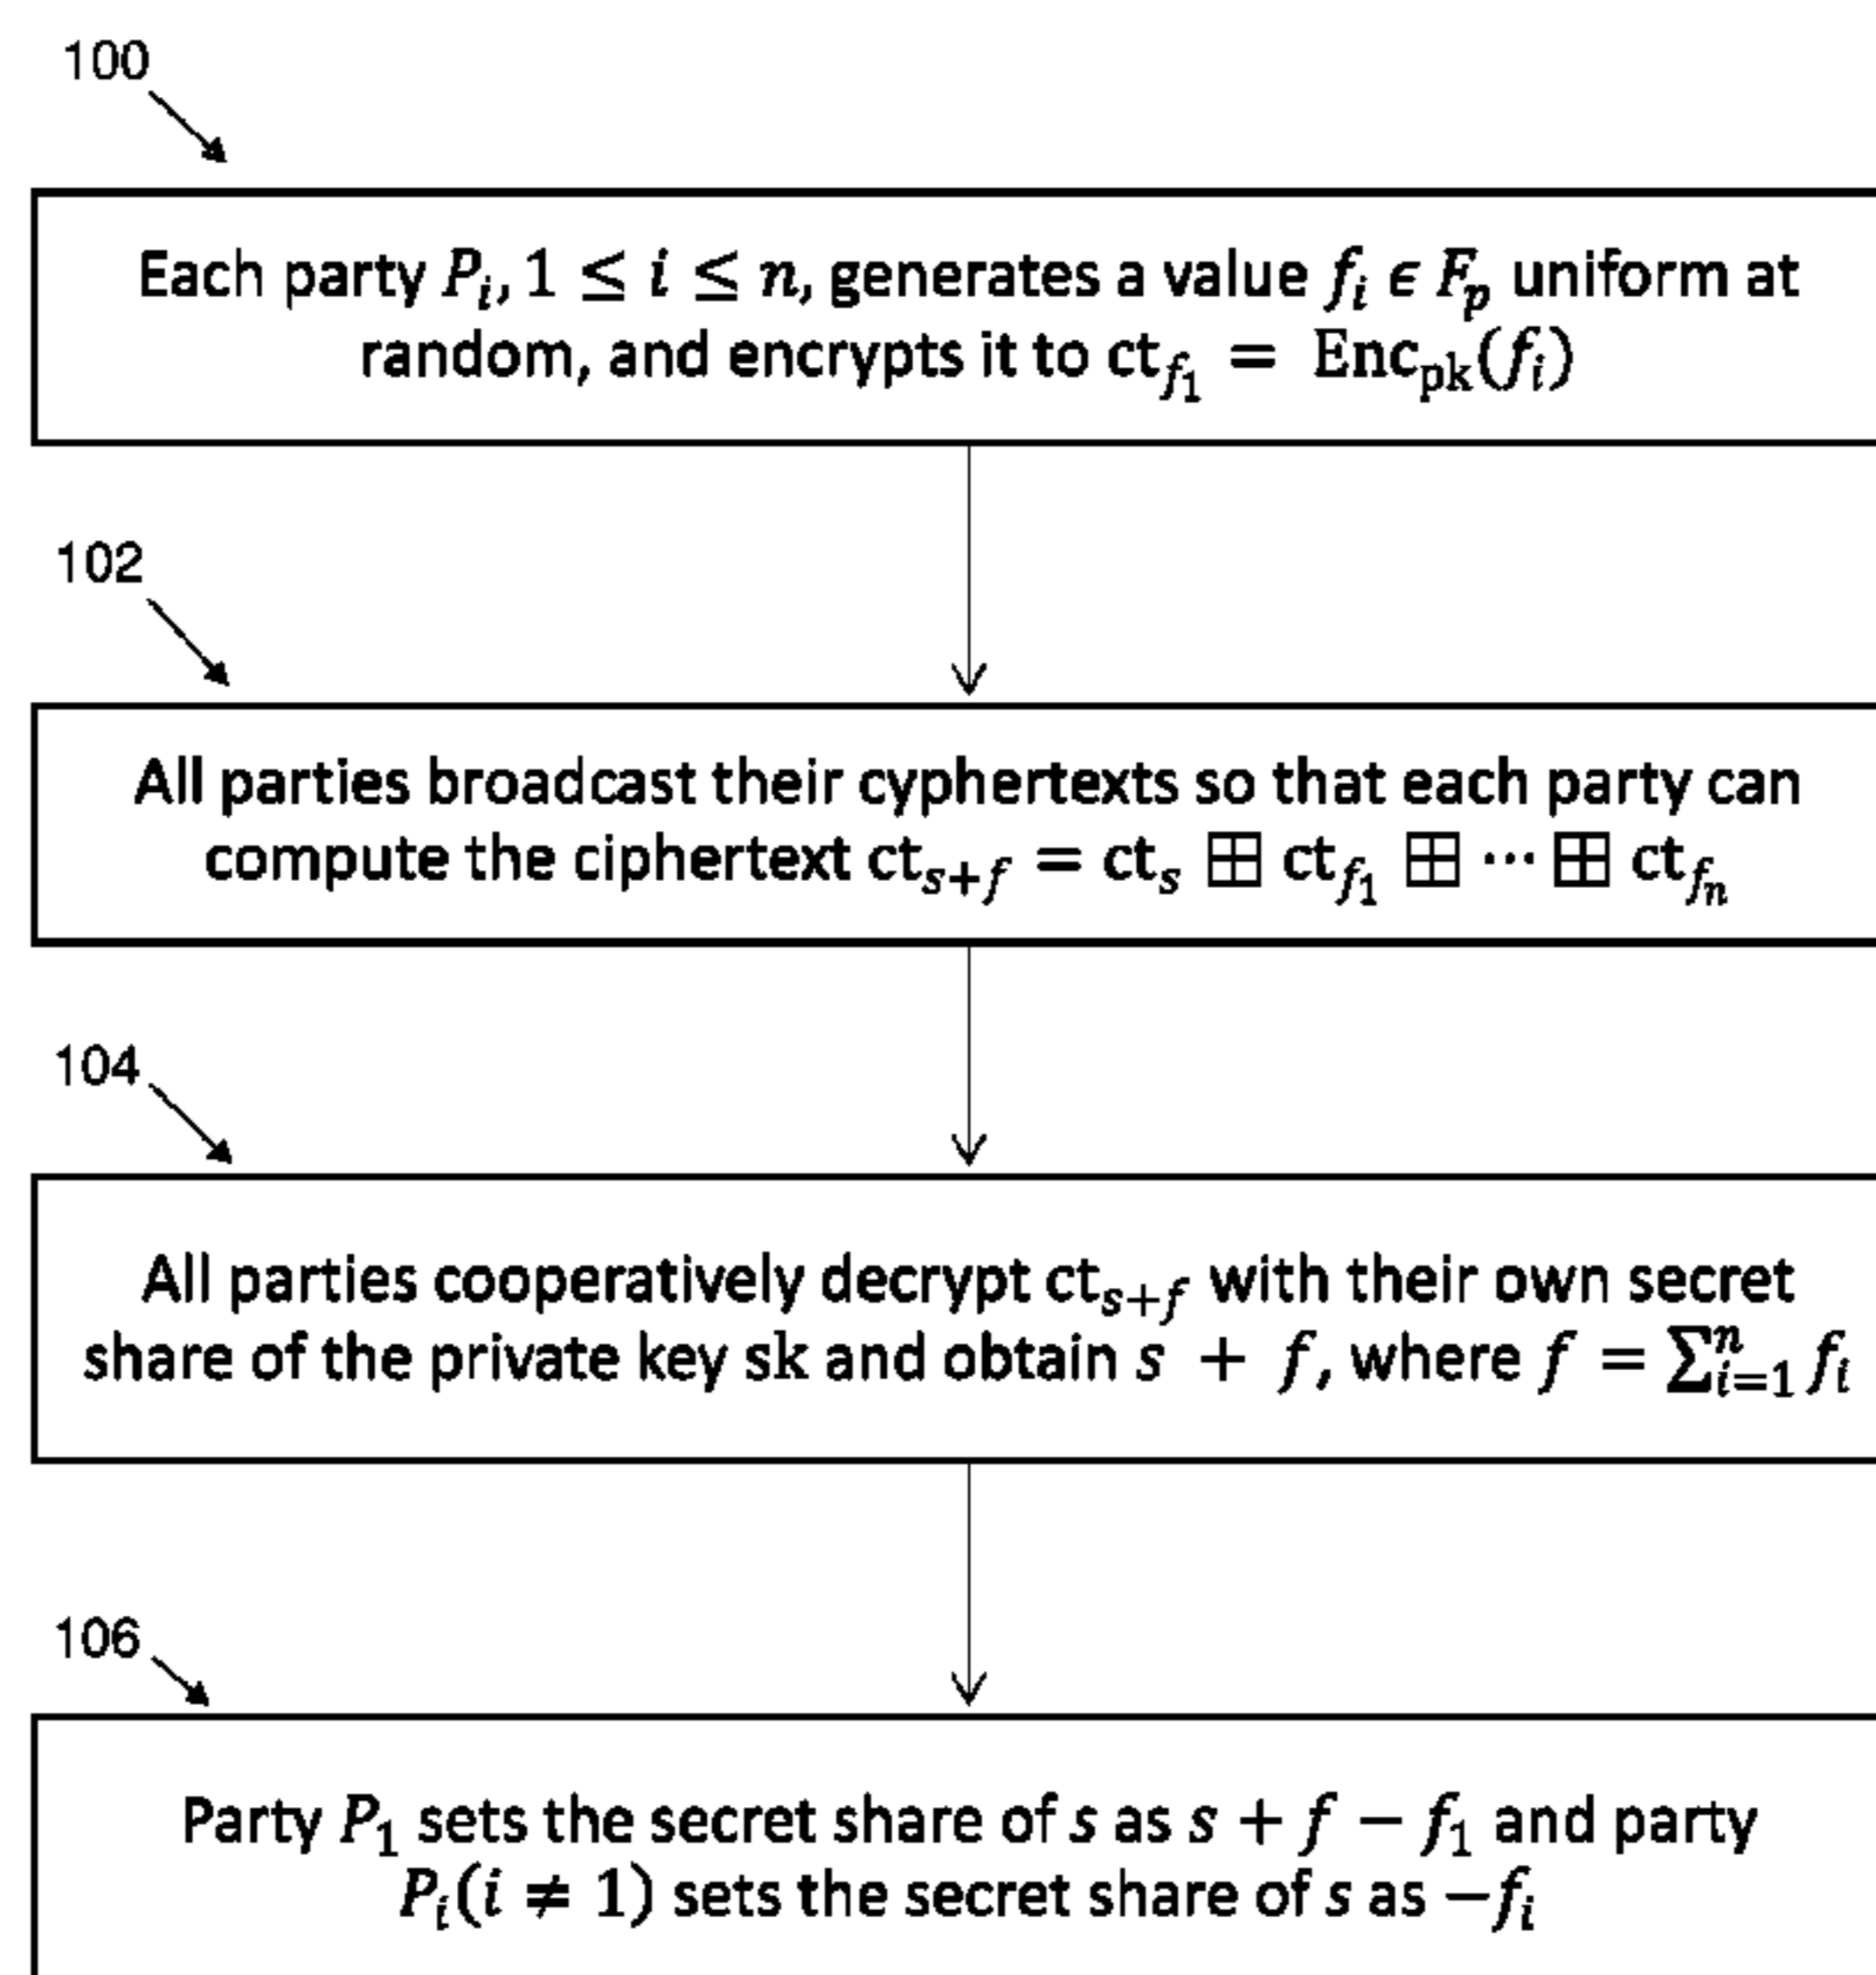 100
Each party P_i, 1 ≤ i ≤ n, generates a value f_i ϵ F_p uniform at
random, and encrypts it to ct_{f_1} = Enc_pk(f_i)
102
All parties broadcast their cyphertexts so that each party can
compute the ciphertext ct_{s+f} = ct_s ⊞ ct_{f_1} ⊞ ⋯ ⊞ ct_{f_n}
104
All parties cooperatively decrypt ct_{s+f} with their own secret
share of the private key sk and obtain s + f, where f = ∑_{i=1}^n f_i
106
Party P_1 sets the secret share of s as s + f − f_1 and party
P_i(i ≠ 1) sets the secret share of s as −f_i